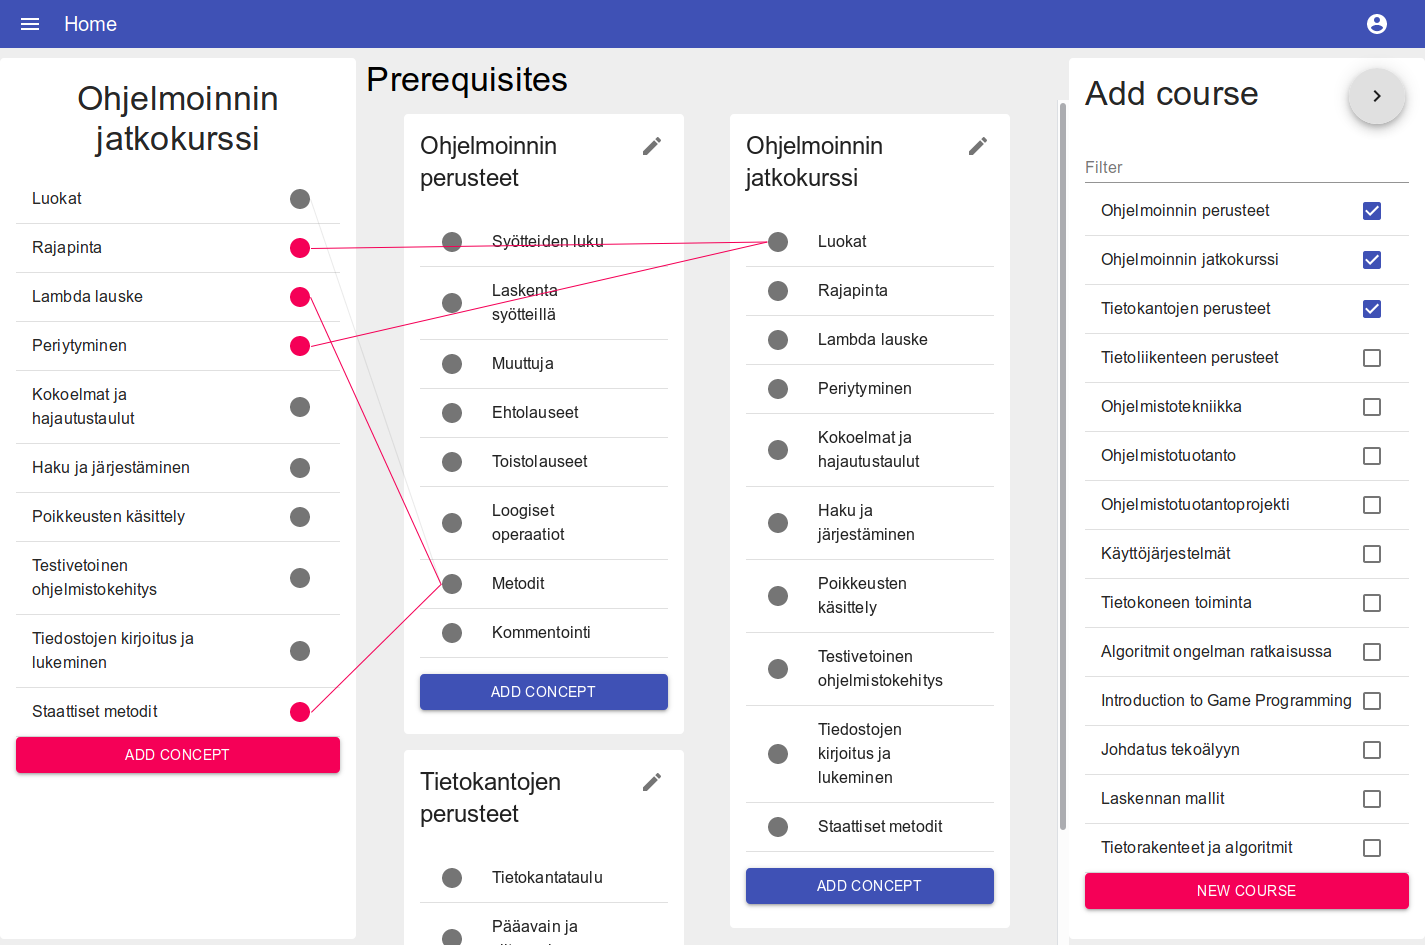 Home
Ohjelmoinnin
jatkokurssi
Luokat
Rajapinta
Lambda lauske
Periytyminen
Kokoelmat ja
hajautustaulut
Haku ja järjestäminen
Poikkeusten käsittely
Testivetoinen
ohjelmistokehitys
Tiedostojen kirjoitus ja
lukeminen
Staattiset metodit
ADD CONCEPT
Prerequisites
Ohjelmoinnin
perusteet
Syötteiden luku
Laskenta
syötteillä
Muuttuja
Ehtolauseet
Toistolauseet
Loogiset
operaatiot
Metodit
Kommentointi
ADD CONCEPT
Tietokantojen
perusteet
Tietokantataulu
Pääavain ja
Ohjelmoinnin
jatkokurssi
Luokat
Rajapinta
Lambda lauske
Periytyminen
Kokoelmat ja
hajautustaulut
Haku ja
järjestäminen
Poikkeusten
käsittely
Testivetoinen
ohjelmistokehitys
Tiedostojen
kirjoitus ja
lukeminen
Staattiset metodit
ADD CONCEPT
Add course
Filter
Ohjelmoinnin perusteet
Ohjelmoinnin jatkokurssi
Tietokantojen perusteet
Tietoliikenteen perusteet
Ohjelmistotekniikka
Ohjelmistotuotanto
Ohjelmistotuotantoprojekti
Käyttöjärjestelmät
Tietokoneen toiminta
Algoritmit ongelman ratkaisussa
Introduction to Game Programming
Johdatus tekoälyyn
Laskennan mallit
Tietorakenteet ja algoritmit
NEW COURSE